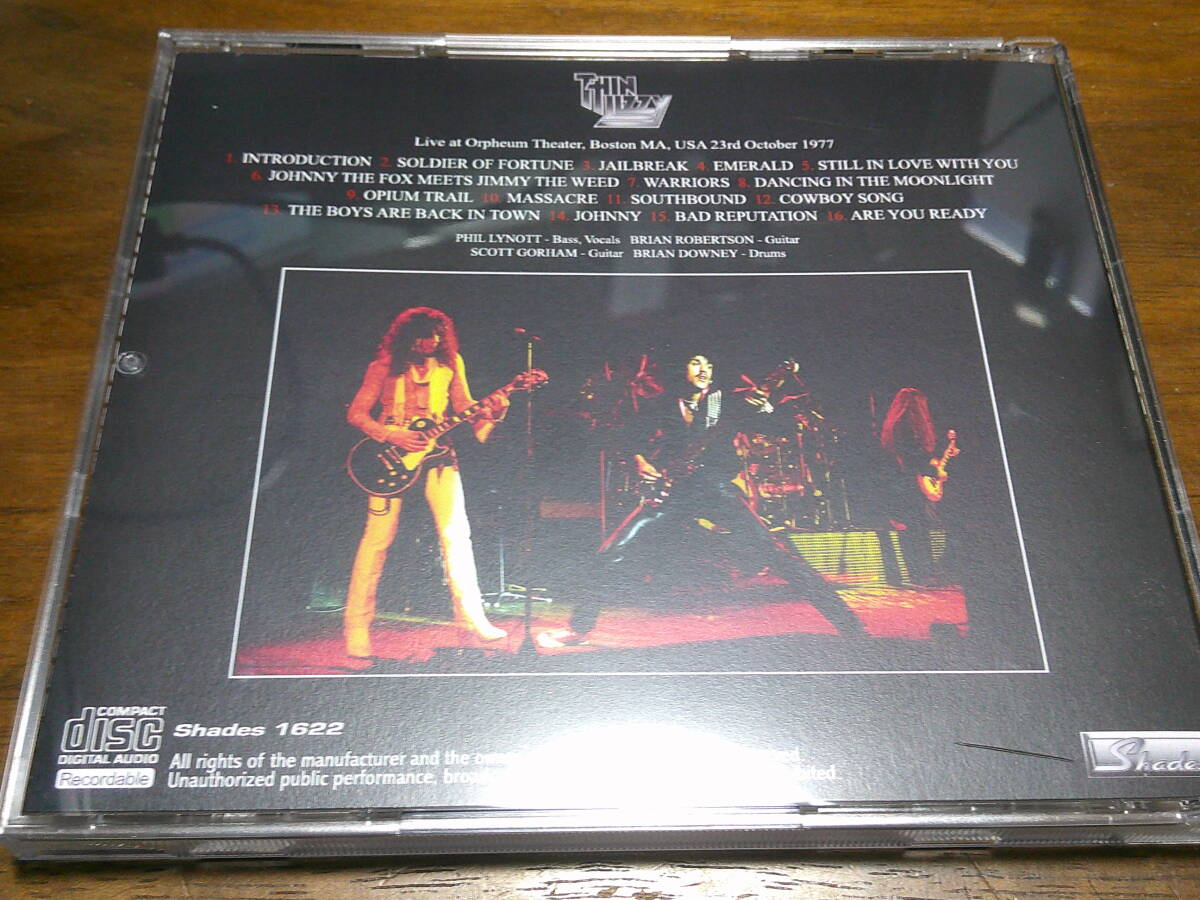 THIN LIZZY
Live at Orpheum Theater, Boston MA, USA 23rd October 1977
1. INTRODUCTION 2. SOLDIER OF FORTUNE 3. JAILBREAK 4. EMERALD 5. STILL IN LOVE WITH YOU
6. JOHNNY THE FOX MEETS JIMMY THE WEED 7. WARRIORS 8. DANCING IN THE MOONLIGHT
9. OPIUM TRAIL 10. MASSACRE 11. SOUTHBOUND 12. COWBOY SONG
13. THE BOYS ARE BACK IN TOWN 14. JOHNNY 15. BAD REPUTATION 16. ARE YOU READY
PHIL LYNOTT - Bass, Vocals BRIAN ROBERTSON - Guitar
SCOTT GORHAM - Guitar BRIAN DOWNEY - Drums
COMPACT
disc
DIGITAL AUDIO
Recordable
Shades 1622
All rights of the manufacturer and the
Unauthorized public performance,
Shades